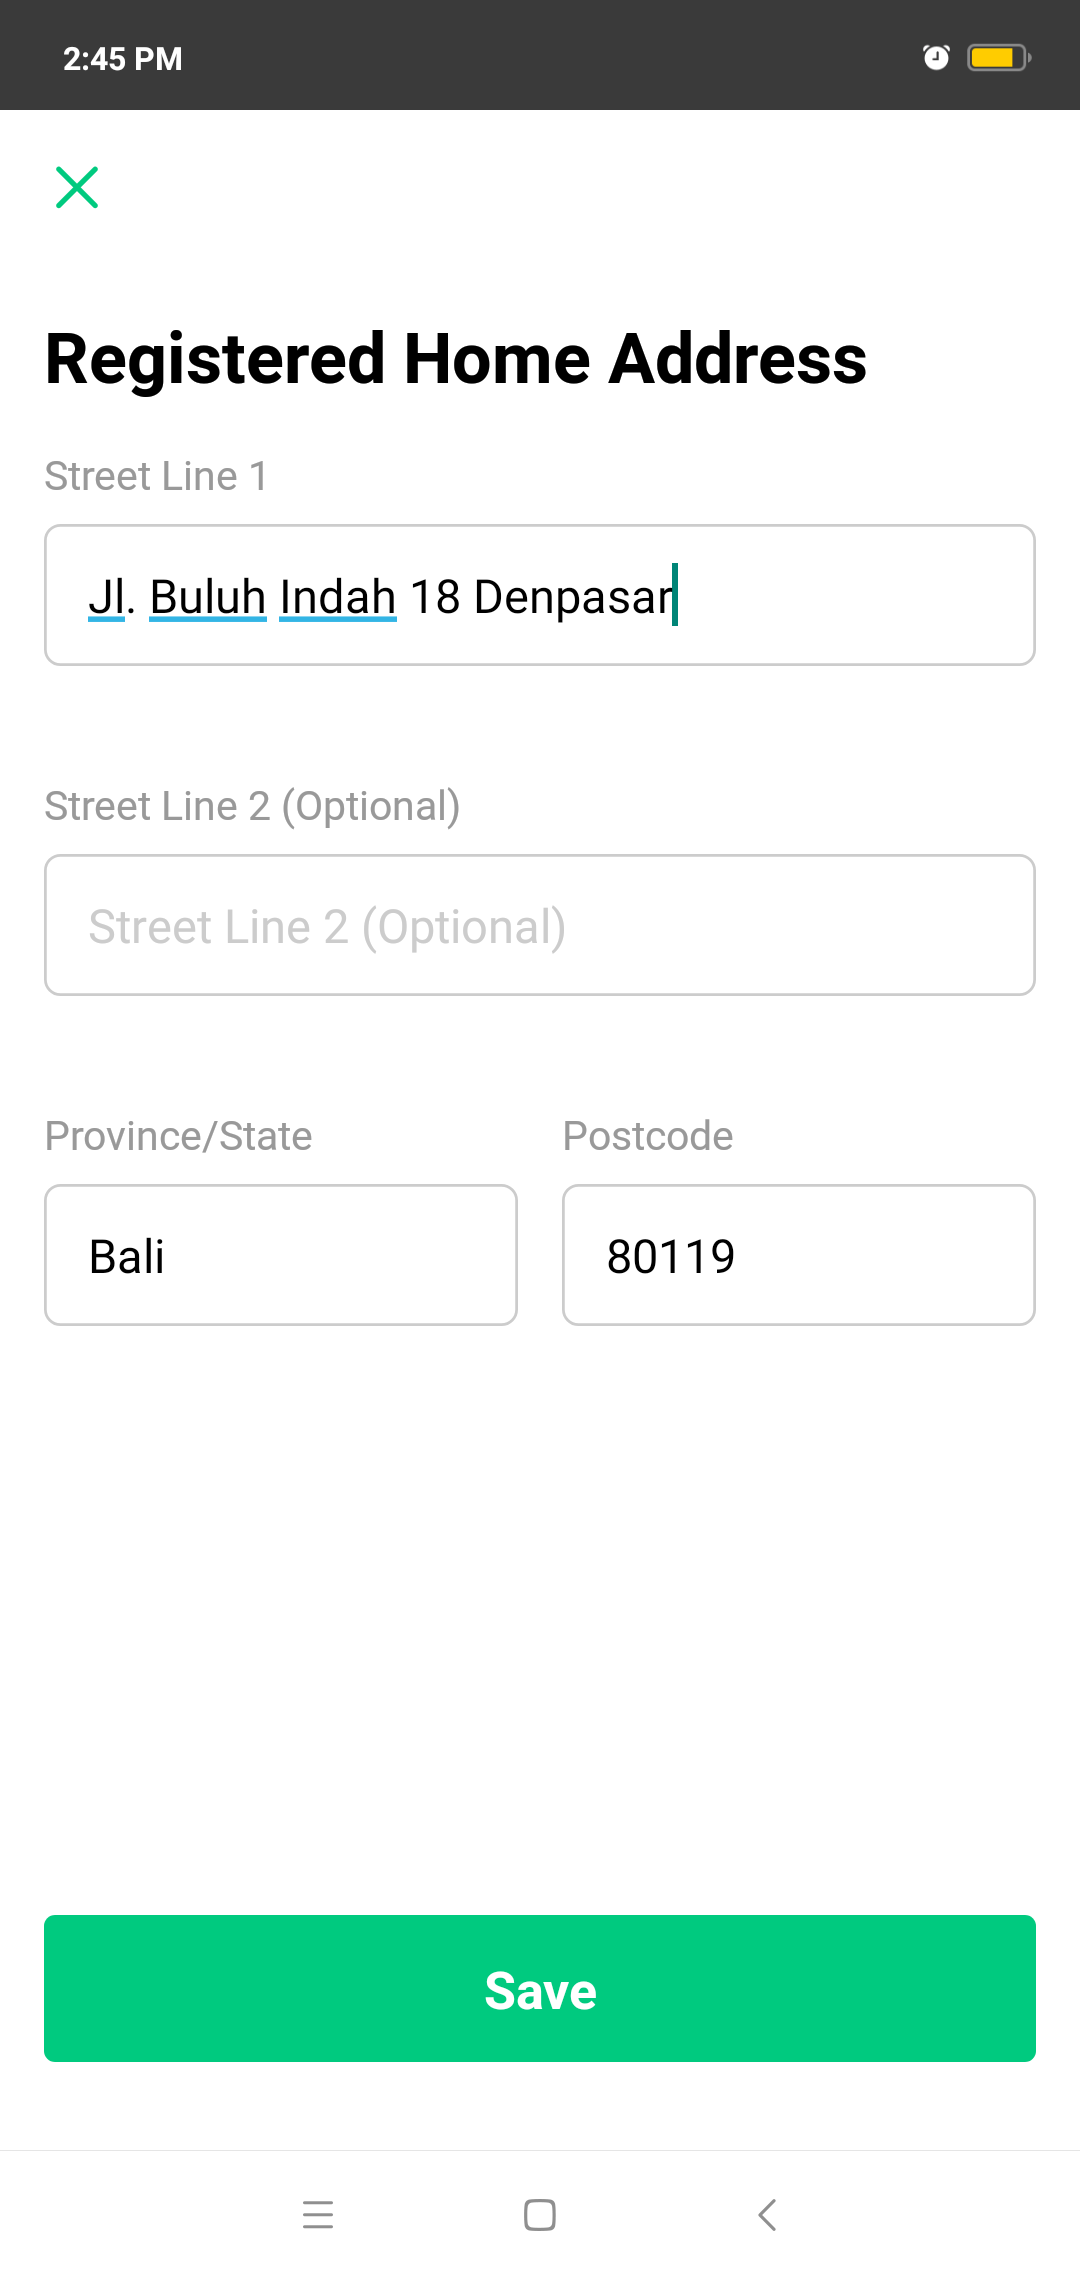 2:45 PM
Registered Home Address
Street Line 1
Jl. Buluh Indah 18 Denpasar
Street Line 2 (Optional)
Street Line 2 (Optional)
Province/State
Postcode
Bali
80119
Save